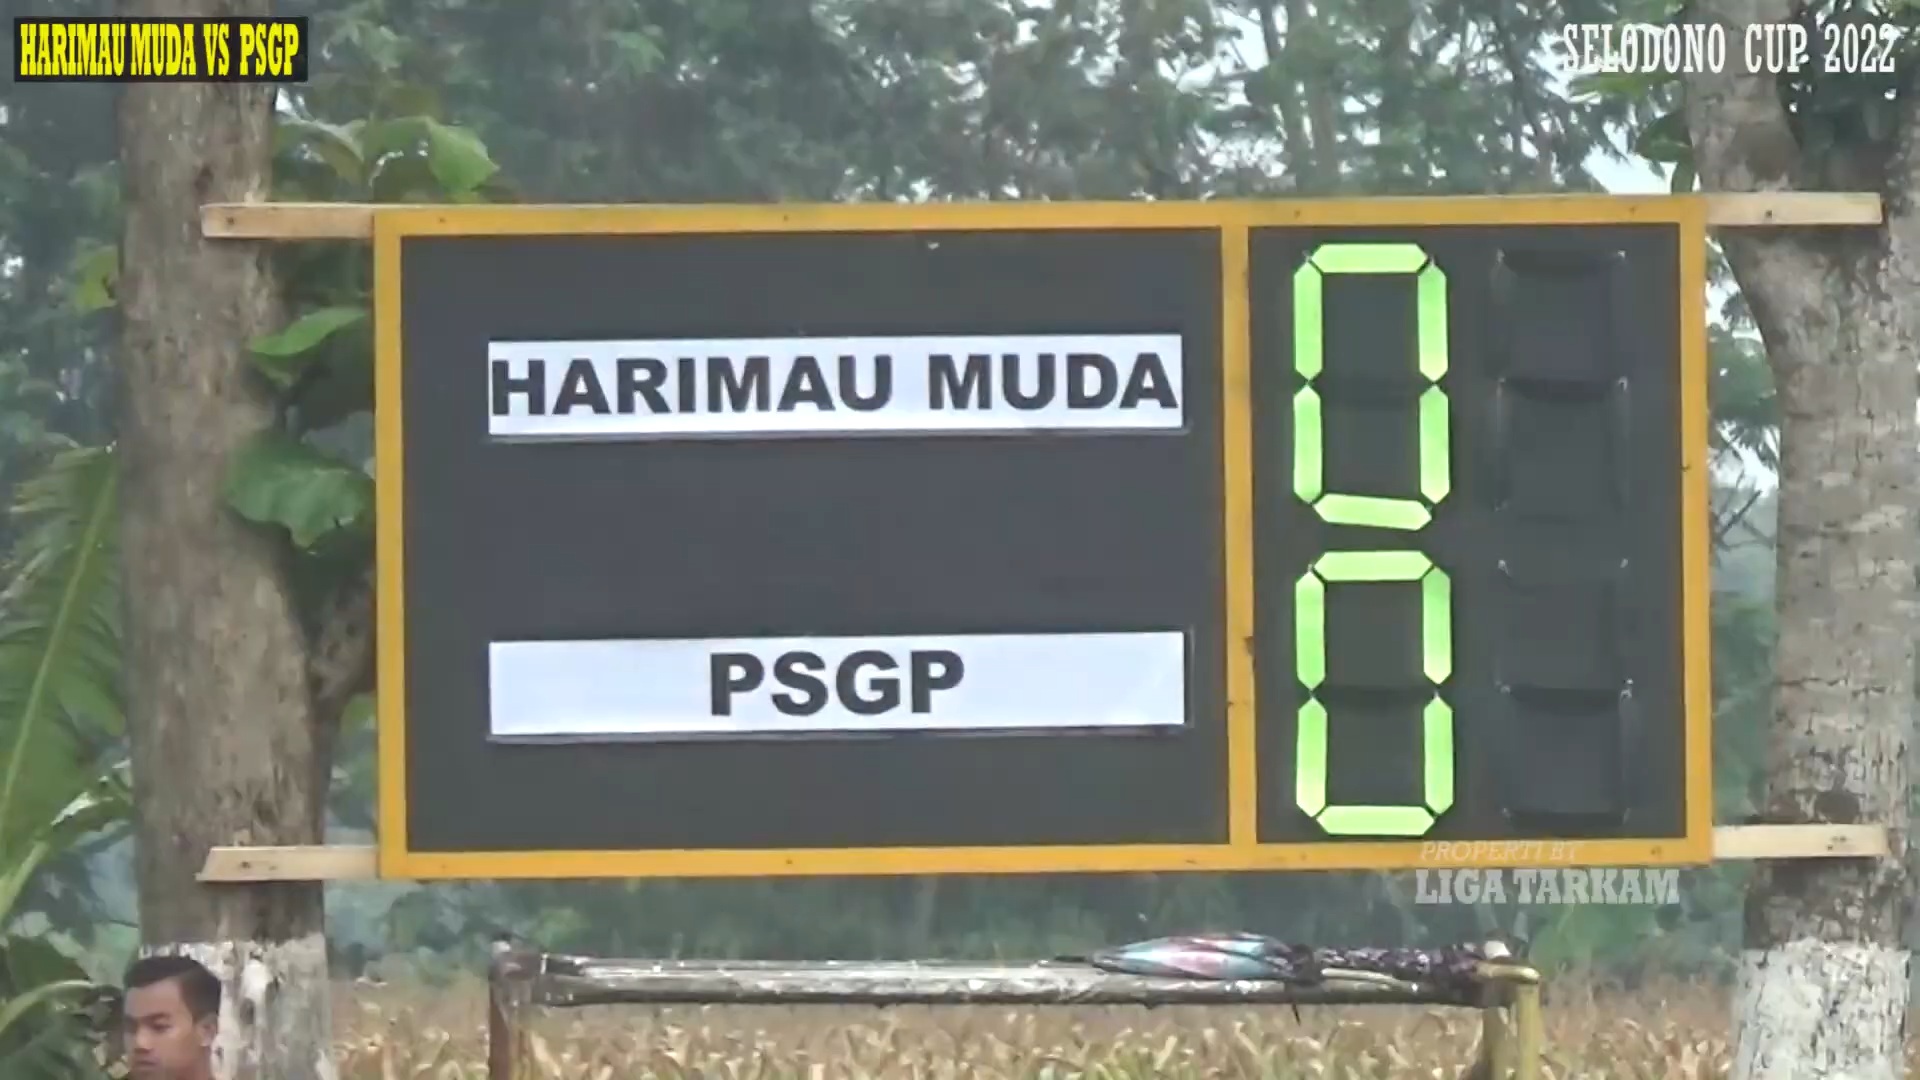 HARIMAU MUDA VS PSGP
SELODONO CUP 2022
HARIMAU MUDA 0
PSGP 0
PROPERTI BY
LIGA TARKAM